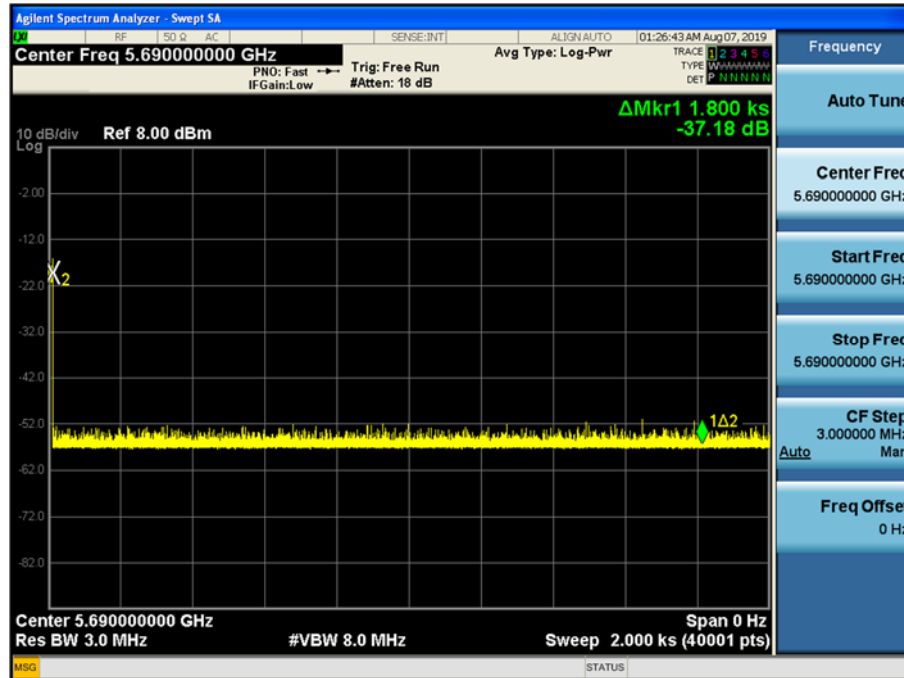 Agilent Spectrum Analyzer - Swept SA
LXI RF 50 Ω AC SENSE:INT ALIGN AUTO 01:26:43 AM Aug 07, 2019
Center Freq 5.690000000 GHz
PNO: Fast
IFGain:Low
Trig: Free Run
#Atten: 18 dB
Avg Type: Log-Pwr
TRACE 1 2 3 4 5 6
TYPE W
DET P N N N N N
ΔMkr1 1.800 ks
-37.18 dB
10 dB/div Ref 8.00 dBm
Log
-2.00
-12.0
-22.0
-32.0
-42.0
-52.0
-62.0
-72.0
-82.0
X2
1Δ2
Center 5.690000000 GHz Span 0 Hz
Res BW 3.0 MHz #VBW 8.0 MHz Sweep 2.000 ks (40001 pts)
MSG STATUS
Frequency
Auto Tune
Center Freq
5.690000000 GHz
Start Freq
5.690000000 GHz
Stop Freq
5.690000000 GHz
CF Step
3.000000 MHz
Auto Man
Freq Offset
0 Hz